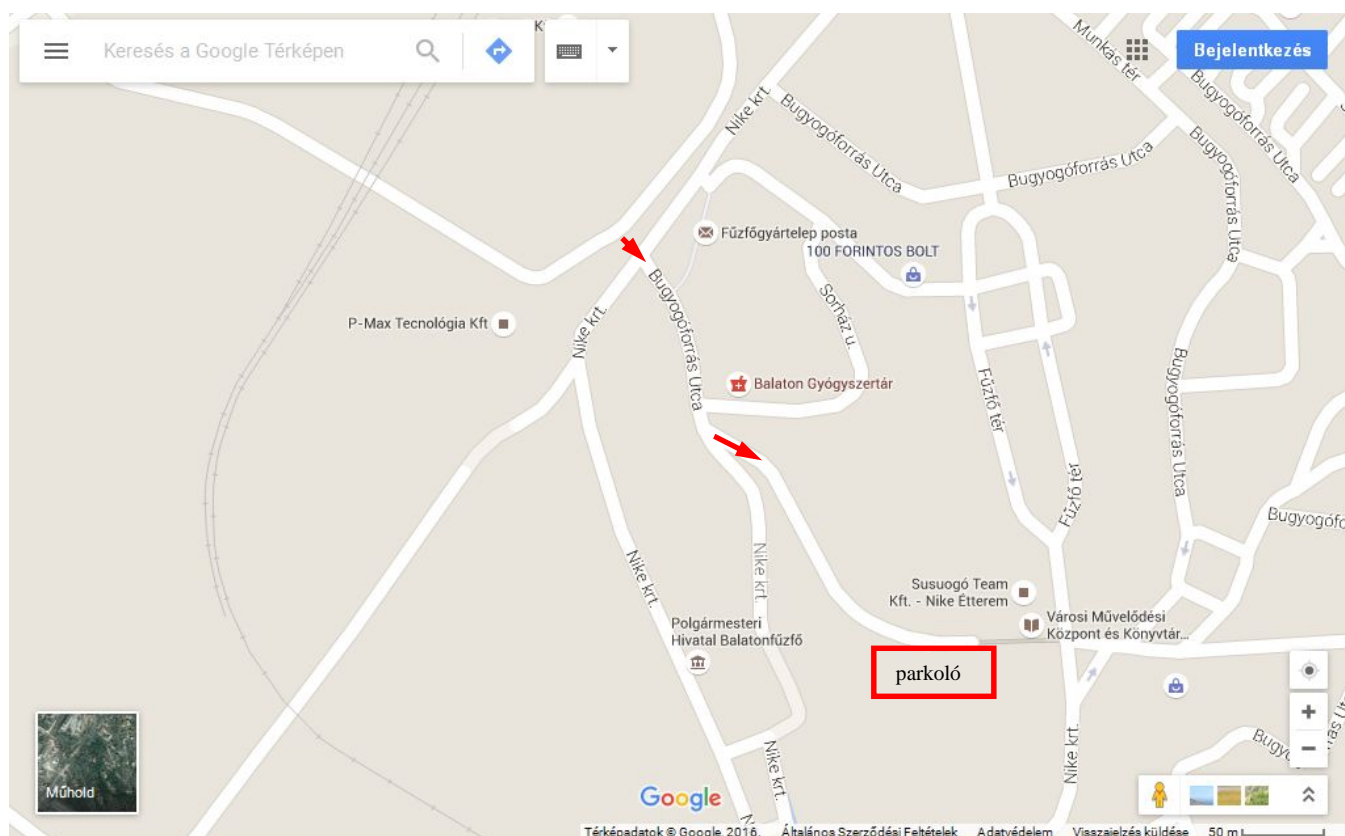 Keresés a Google Térképen
K
Bejelentkezés
Munkás tér
Nike krt.
Bugyogóforrás Utca
Bugyogóforrás Utca
Bugyogóforrás Utca
Bugyogóforrás Utca
Fűzfőgyártelep posta
100 FORINTOS BOLT
Bugyogóforrás Utca
Sorház u.
P-Max Tecnológia Kft
Nike krt.
Balaton Gyógyszertár
Fűzfő tér
Bugyogóforrás Utca
Fűzfő tér
Bugyogófo
Nike krt.
Nike krt.
Susuogó Team
Kft. - Nike Étterem
Városi Művelődési
Központ és Könyvtár...
Polgármesteri
Hivatal Balatonfűzfő
parkoló
Nike krt.
Nike krt.
Műhold
Google
Térképadatok © Google, 2016.
Általános Szerződési Feltételek
Adatvédelem
Visszajelzés küldése
50 m